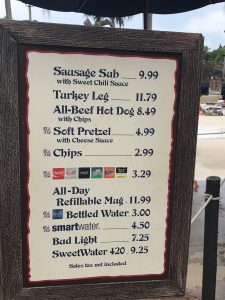 Sausage Sub 9.99
with Sweet Chili Sauce
Turkey Leg 11.79
All-Beef Hot Dog 8.49
with Chips
Soft Pretzel 4.99
with Cheese Sauce
Chips 2.99
3.29
All-Day
Refillable Mug 11.99
Bottled Water 3.00
smartwater. 4.50
Bud Light 7.25
SweetWater 420 9.25
Sales tax not included